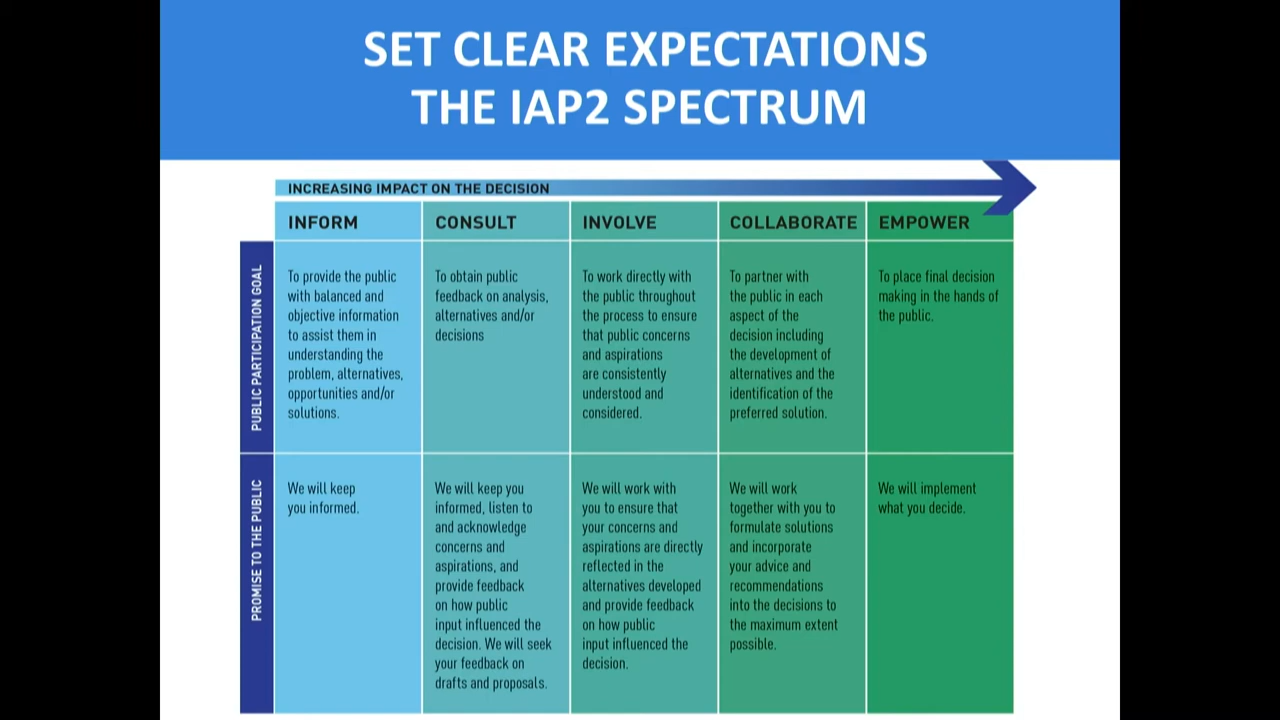 SET CLEAR EXPECTATIONS
THE IAP2 SPECTRUM
INCREASING IMPACT ON THE DECISION
INFORM
CONSULT
INVOLVE
COLLABORATE
EMPOWER
PUBLIC PARTICIPATION GOAL
To provide the public
with balanced and
objective information
to assist them in
understanding the
problem, alternatives,
opportunities and/or
solutions.
To obtain public
feedback on analysis,
alternatives and/or
decisions
To work directly with
the public throughout
the process to ensure
that public concerns
and aspirations
are consistently
understood and
considered.
To partner with
the public in each
aspect of the
decision including
the development of
alternatives and the
identification of the
preferred solution.
To place final decision
making in the hands of
the public.
PROMISE TO THE PUBLIC
We will keep
you informed.
We will keep you
informed, listen to
and acknowledge
concerns and
aspirations, and
provide feedback
on how public
input influenced the
decision. We will seek
your feedback on
drafts and proposals.
We will work with
you to ensure that
your concerns and
aspirations are directly
reflected in the
alternatives developed
and provide feedback
on how public
input influenced the
decision.
We will work
together with you to
formulate solutions
and incorporate
your advice and
recommendations
into the decisions to
the maximum extent
possible.
We will implement
what you decide.